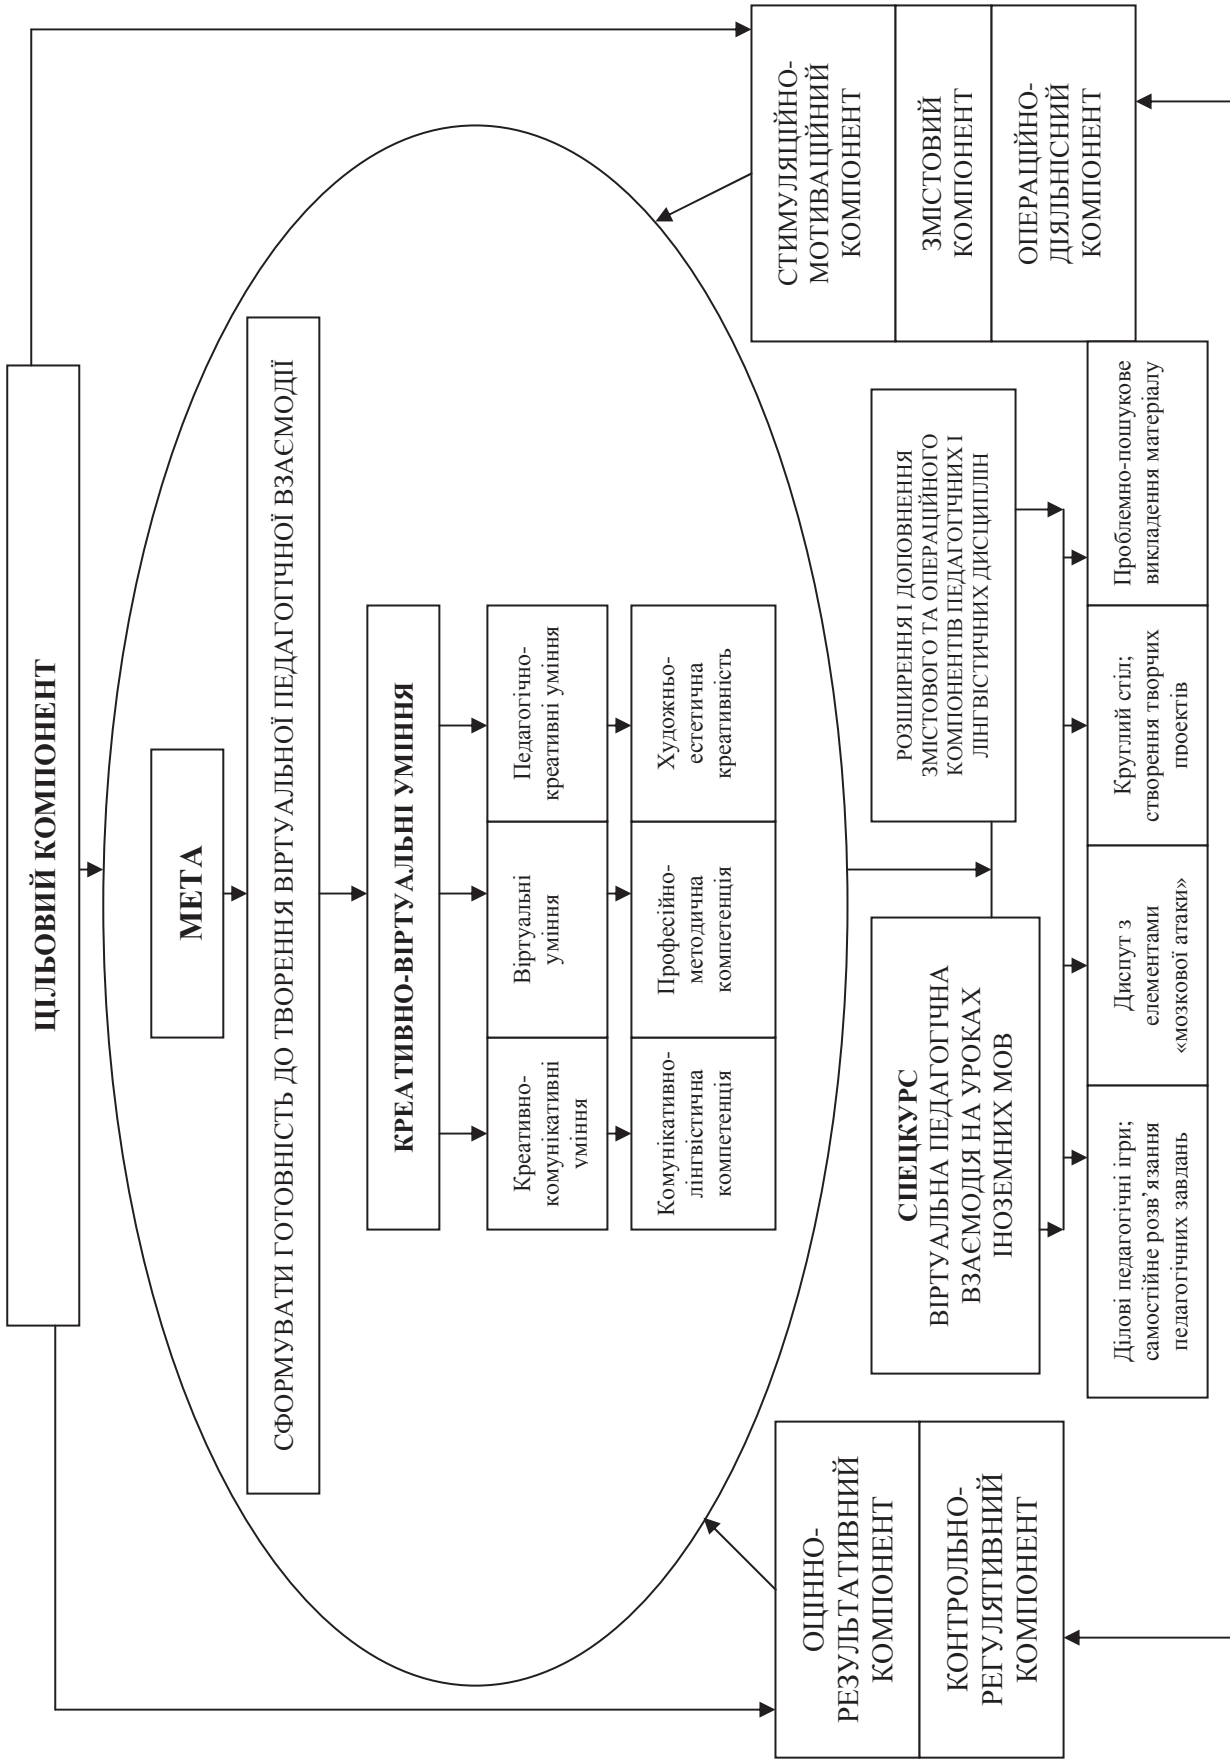 ЦІЛЬОВИЙ КОМПОНЕНТ
МЕТА
СФОРМУВАТИ ГОТОВНІСТЬ ДО ТВОРЕННЯ ВІРТУАЛЬНОЇ ПЕДАГОГІЧНОЇ ВЗАЄМОДІЇ
КРЕАТИВНО-ВІРТУАЛЬНІ УМІННЯ
Креативно-
комунікативні
уміння
Віртуальні
уміння
Педагогічно-
креативні уміння
Комунікативно-
лінгвістична
компетенція
Професійно-
методична
компетенція
Художньо-
естетична
креативність
ОЦІННО-
РЕЗУЛЬТАТИВНИЙ
КОМПОНЕНТ
КОНТРОЛЬНО-
РЕГУЛЯТИВНИЙ
КОМПОНЕНТ
СТИМУЛЯЦІЙНО-
МОТИВАЦІЙНИЙ
КОМПОНЕНТ
ЗМІСТОВИЙ
КОМПОНЕНТ
ОПЕРАЦІЙНО-
ДІЯЛЬНІСНИЙ
КОМПОНЕНТ
СПЕЦКУРС
ВІРТУАЛЬНА ПЕДАГОГІЧНА
ВЗАЄМОДІЯ НА УРОКАХ
ІНОЗЕМНИХ МОВ
РОЗШИРЕННЯ І ДОПОВНЕННЯ
ЗМІСТОВОГО ТА ОПЕРАЦІЙНОГО
КОМПОНЕНТІВ ПЕДАГОГІЧНИХ І
ЛІНГВІСТИЧНИХ ДИСЦИПЛІН
Ділові педагогічні ігри;
самостійне розв'язання
педагогічних завдань
Диспут з
елементами
«мозкової атаки»
Круглий стіл;
створення творчих
проектів
Проблемно-пошукове
викладення матеріалу